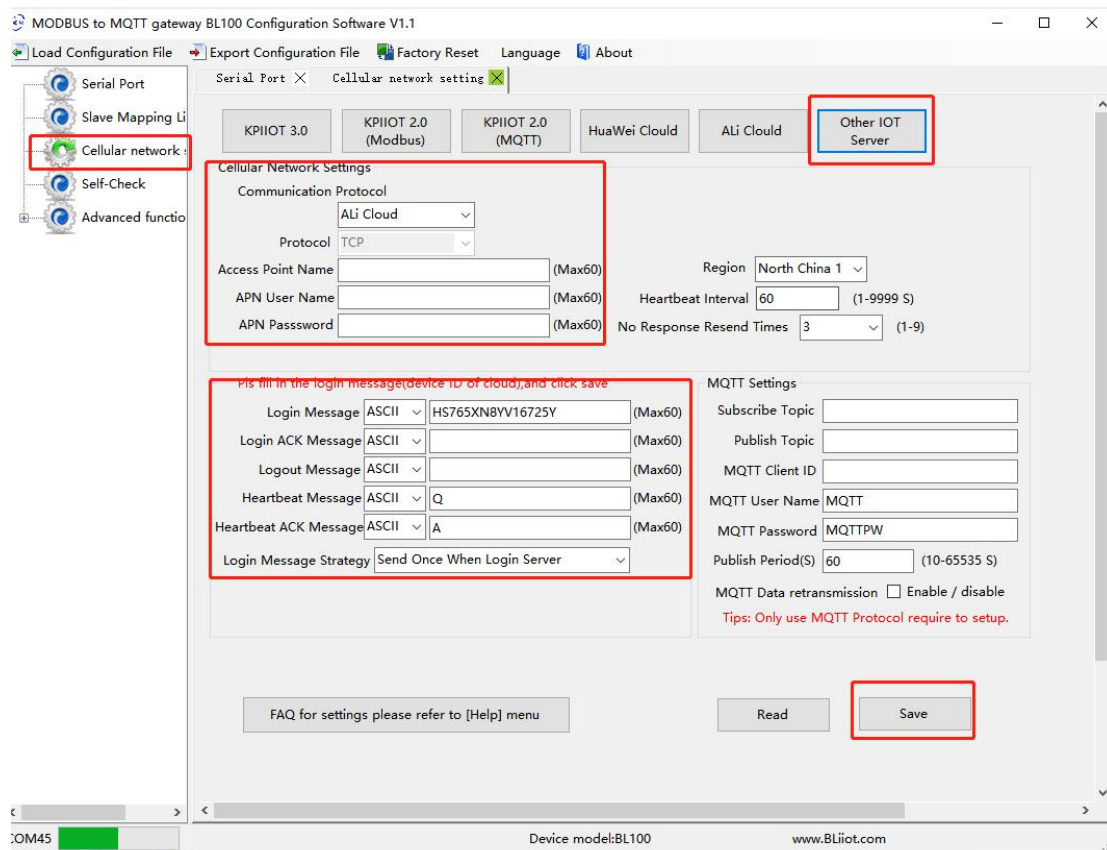 MODBUS to MQTT gateway BL100 Configuration Software V1.1
Load Configuration File Export Configuration File Factory Reset Language About
Serial Port
Slave Mapping Li
Cellular network s
Self-Check
Advanced functio
Serial Port Cellular network setting
KPIIOT 3.0
KPIIOT 2.0
(Modbus)
KPIIOT 2.0
(MQTT)
HuaWei Clould
ALi Clould
Other IOT
Server
Cellular Network Settings
Communication Protocol
ALi Cloud
Protocol TCP
Access Point Name (Max60)
APN User Name (Max60)
APN Passsword (Max60)
Region North China 1
Heartbeat Interval 60 (1-9999 S)
No Response Resend Times 3 (1-9)
Pls fill in the login message(device ID of cloud),and click save
Login Message ASCII HS765XN8YV16725Y (Max60)
Login ACK Message ASCII (Max60)
Logout Message ASCII (Max60)
Heartbeat Message ASCII Q (Max60)
Heartbeat ACK Message ASCII A (Max60)
Login Message Strategy Send Once When Login Server
MQTT Settings
Subscribe Topic
Publish Topic
MQTT Client ID
MQTT User Name MQTT
MQTT Password MQTTPW
Publish Period(S) 60 (10-65535 S)
MQTT Data retransmission Enable / disable
Tips: Only use MQTT Protocol require to setup.
FAQ for settings please refer to [Help] menu
Read
Save
COM45
Device model:BL100
www.BLiiot.com